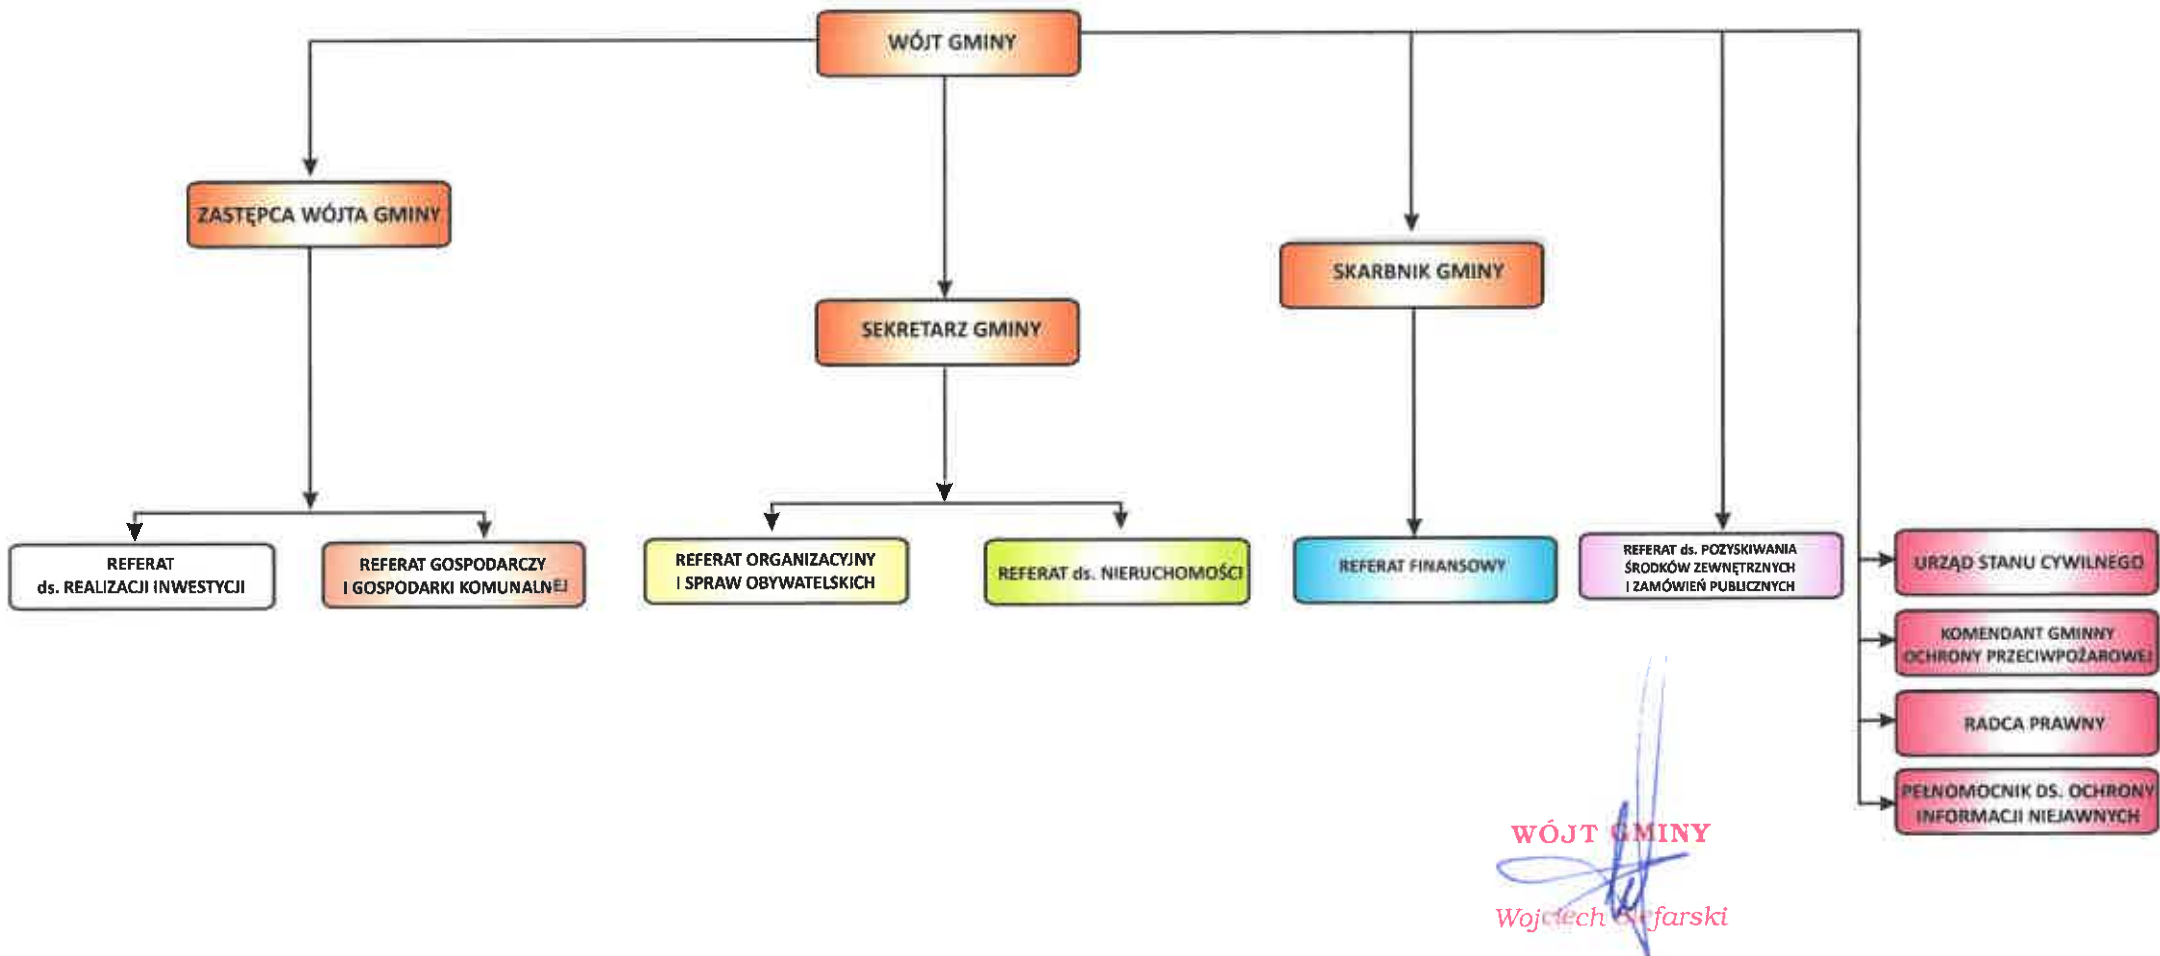 WÓJT GMINY
ZASTĘPCA WÓJTA GMINY
SKARBNIK GMINY
SEKRETARZ GMINY
REFERAT
ds. REALIZACJI INWESTYCJI
REFERAT GOSPODARCZY
I GOSPODARKI KOMUNALNEJ
REFERAT ORGANIZACYJNY
I SPRAW OBYWATELSKICH
REFERAT ds. NIERUCHOMOŚCI
REFERAT FINANSOWY
REFERAT ds. POZYSKIWANIA
ŚRODKÓW ZEWNĘTRZNYCH
I ZAMÓWIEŃ PUBLICZNYCH
URZĄD STANU CYWILNEGO
KOMENDANT GMINNY
OCHRONY PRZECIWPOŻAROWEJ
RADCA PRAWNY
PEŁNOMOCNIK DS. OCHRONY
INFORMACJI NIEJAWNYCH
WÓJT GMINY
Wojciech